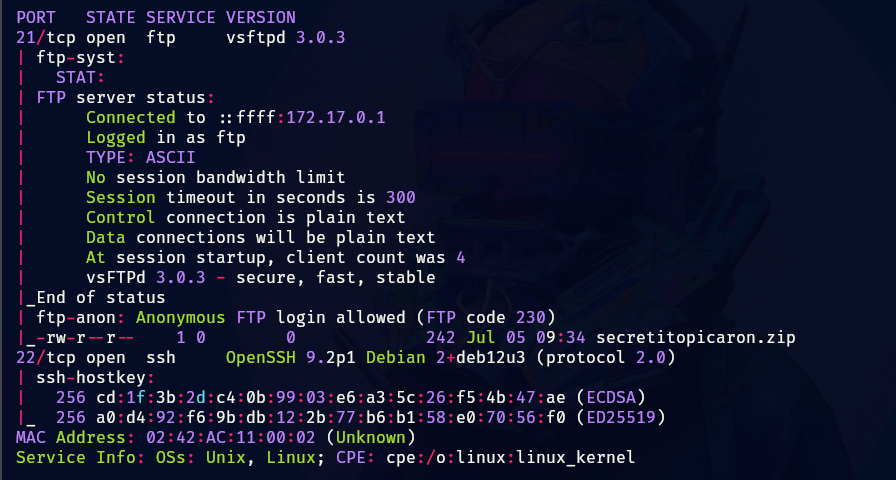 PORT   STATE SERVICE VERSION
21/tcp open  ftp     vsftpd 3.0.3
| ftp-syst:
|   STAT:
| FTP server status:
|      Connected to ::ffff:172.17.0.1
|      Logged in as ftp
|      TYPE: ASCII
|      No session bandwidth limit
|      Session timeout in seconds is 300
|      Control connection is plain text
|      Data connections will be plain text
|      At session startup, client count was 4
|      vsFTPd 3.0.3 - secure, fast, stable
|_End of status
| ftp-anon: Anonymous FTP login allowed (FTP code 230)
|_-rw-r--r--    1 0        0             242 Jul 05 09:34 secretitopicaron.zip
22/tcp open  ssh     OpenSSH 9.2p1 Debian 2+deb12u3 (protocol 2.0)
| ssh-hostkey:
|   256 cd:1f:3b:2d:c4:0b:99:03:e6:a3:5c:26:f5:4b:47:ae (ECDSA)
|_  256 a0:d4:92:f6:9b:db:12:2b:77:b6:b1:58:e0:70:56:f0 (ED25519)
MAC Address: 02:42:AC:11:00:02 (Unknown)
Service Info: OSs: Unix, Linux; CPE: cpe:/o:linux:linux_kernel